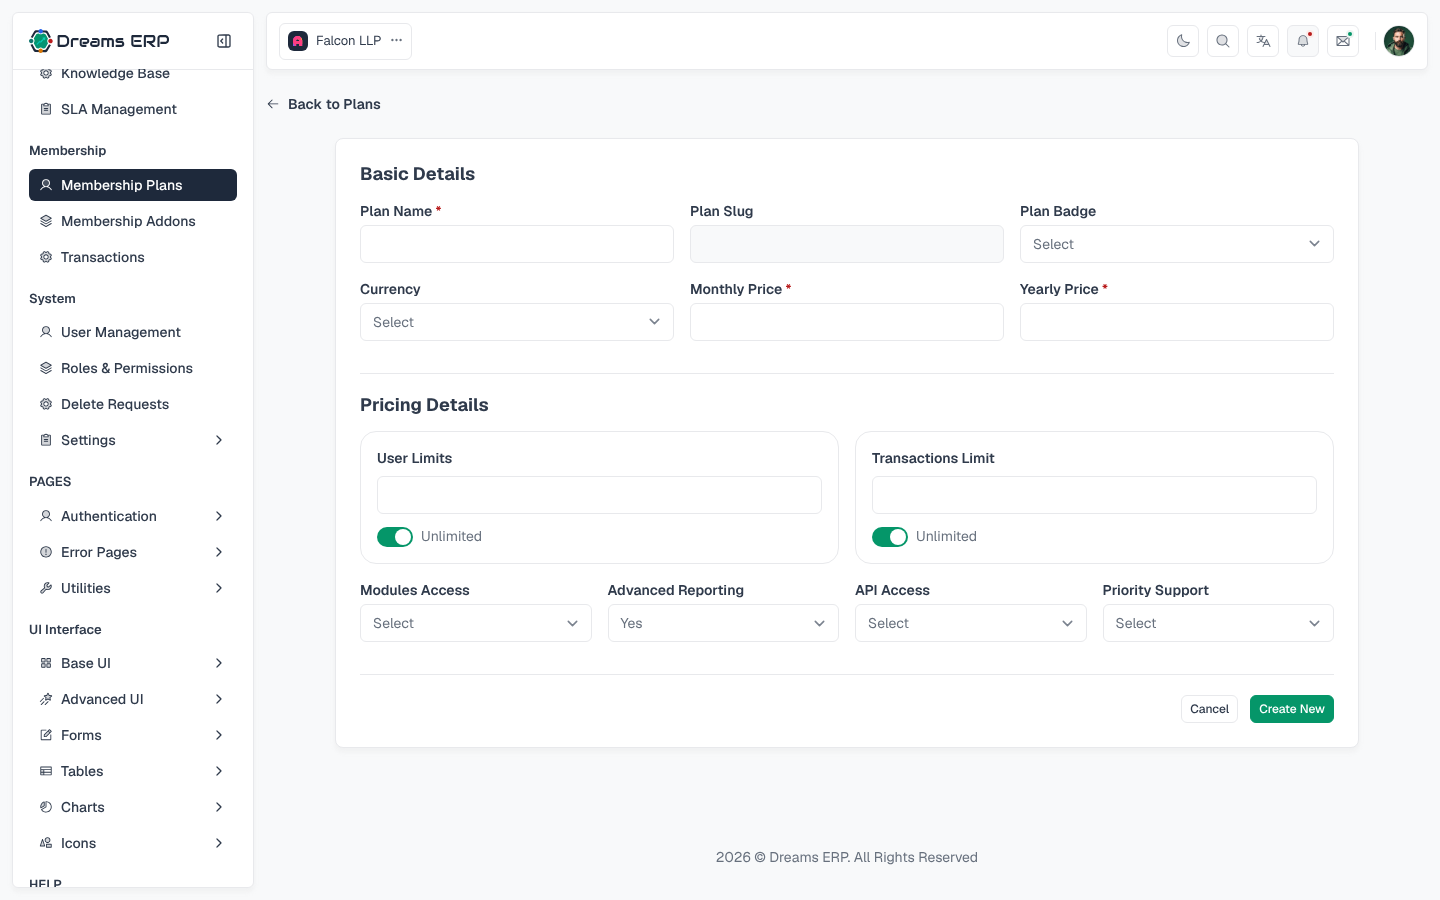 Dreams ERP
Knowledge Base
SLA Management
Membership
Membership Plans
Membership Addons
Transactions
System
User Management
Roles & Permissions
Delete Requests
Settings
PAGES
Authentication
Error Pages
Utilities
UI Interface
Base UI
Advanced UI
Forms
Tables
Charts
Icons
HELP
Falcon LLP ···
Back to Plans
Basic Details
Plan Name *
Plan Slug
Plan Badge
Select
Currency
Monthly Price *
Yearly Price *
Select
Pricing Details
User Limits
Transactions Limit
Unlimited
Unlimited
Modules Access
Advanced Reporting
API Access
Priority Support
Select
Yes
Select
Select
Cancel
Create New
2026 © Dreams ERP. All Rights Reserved